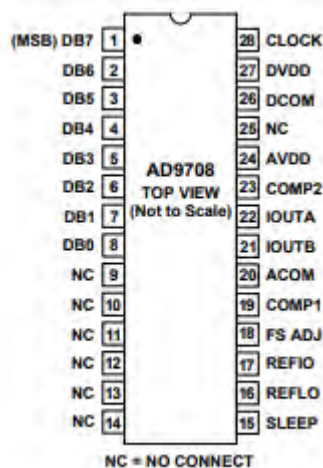 (MSB) DB7 1 28 CLOCK
DB6 2 27 DVDD
DB5 3 26 DCOM
DB4 4 25 NC
DB3 5 24 AVDD
DB2 6 23 COMP2
DB1 7 22 IOUTA
DB0 8 21 IOUTB
NC 9 20 ACOM
NC 10 19 COMP1
NC 11 18 FS ADJ
NC 12 17 REFIO
NC 13 16 REFLO
NC 14 15 SLEEP
AD9708
TOP VIEW
(Not to Scale)
NC = NO CONNECT